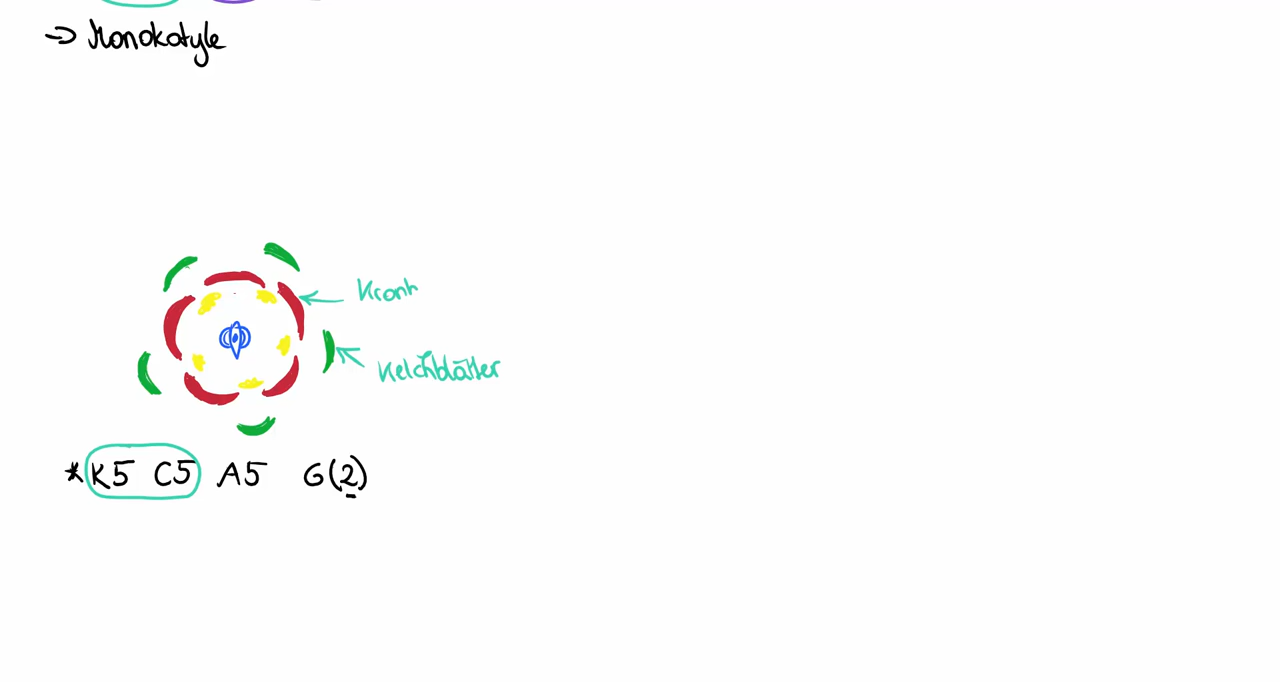 → Monokotyle
Kronb
Kelchblätter
* K5 C5 A5 G(2)